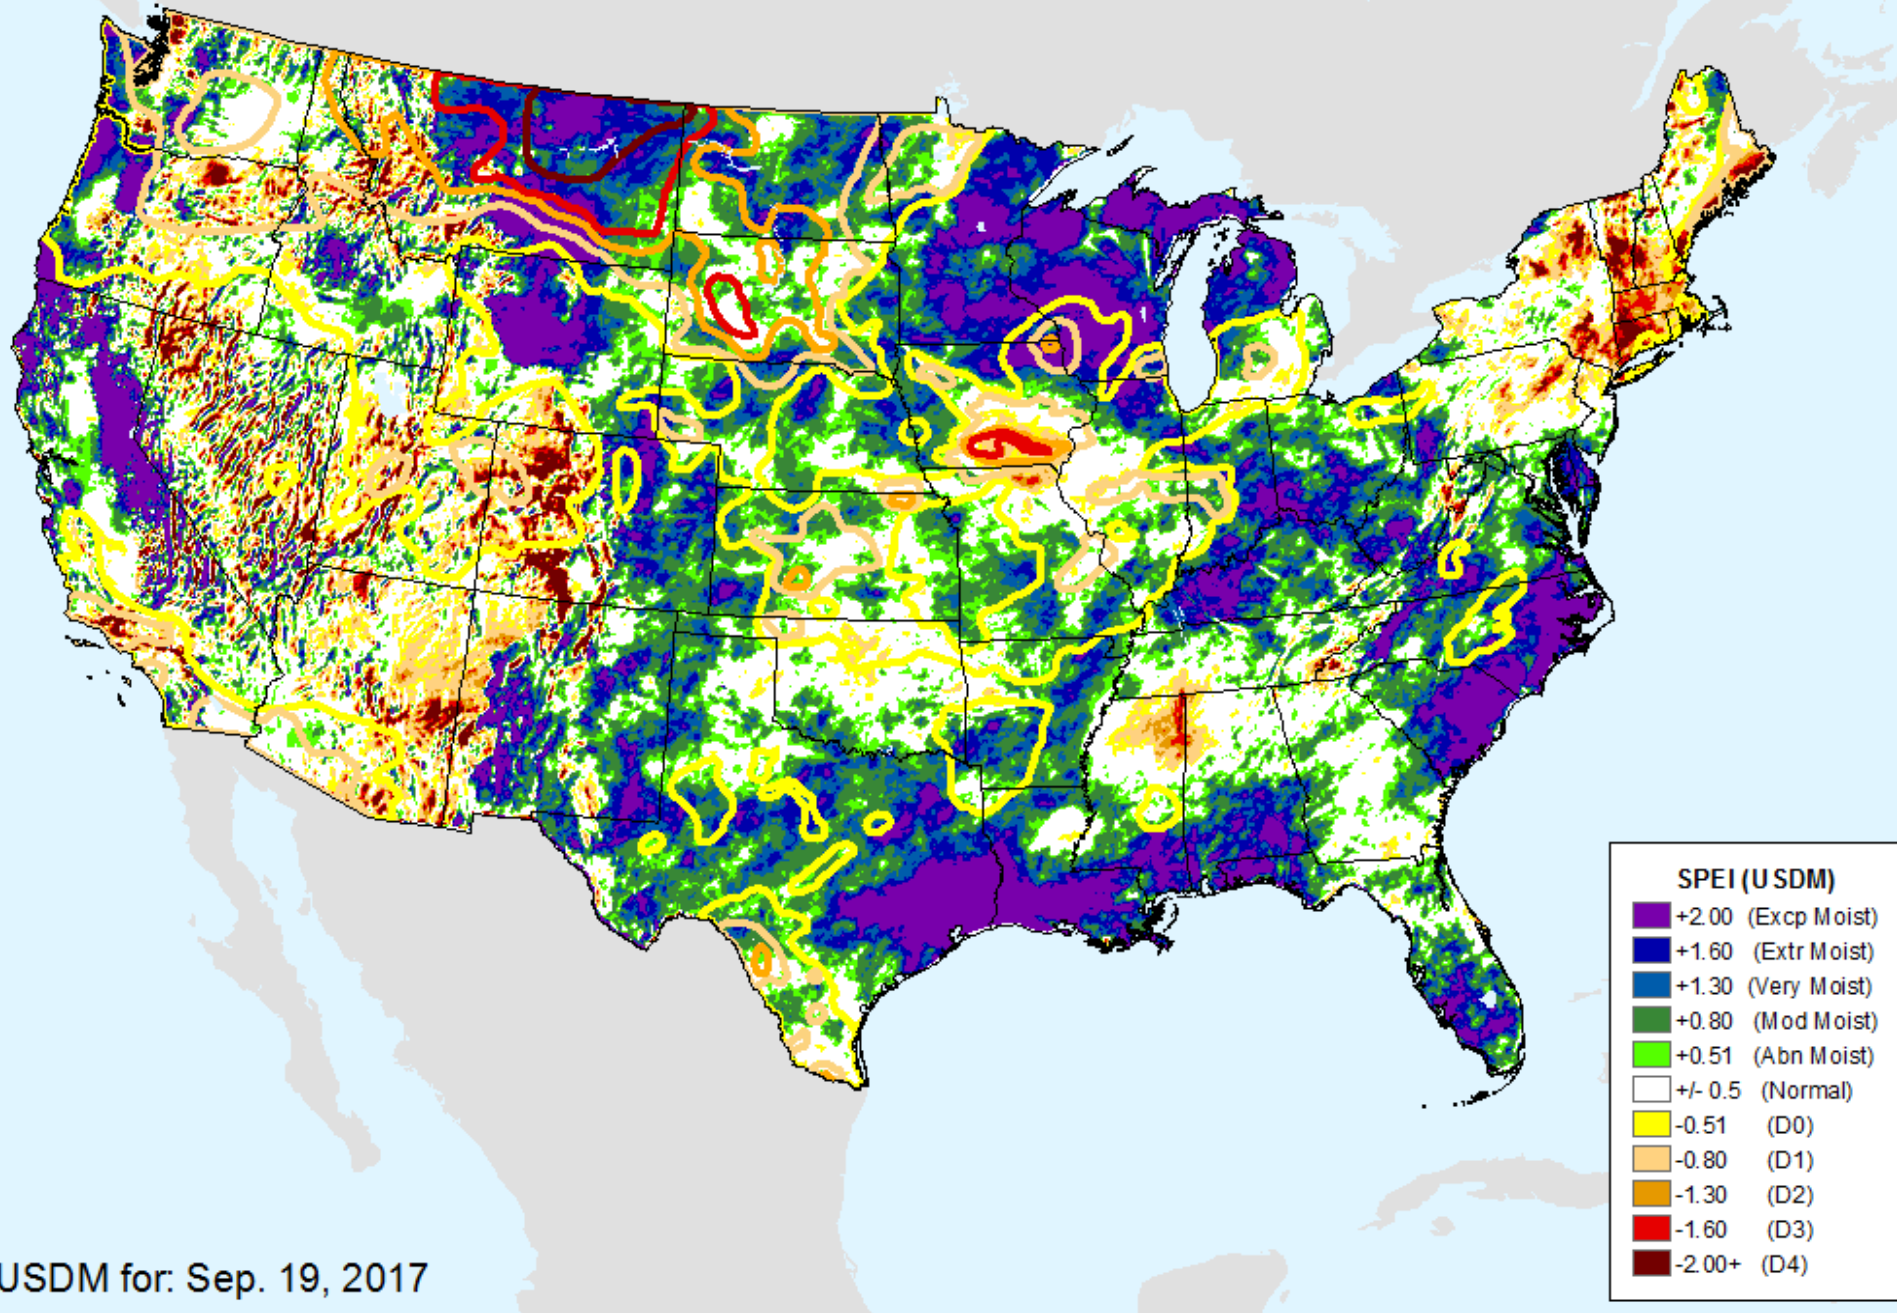 SPEI (USDM)
+2.00 (Excp Moist)
+1.60 (Extr Moist)
+1.30 (Very Moist)
+0.80 (Mod Moist)
+0.51 (Abn Moist)
+/- 0.5 (Normal)
-0.51 (D0)
-0.80 (D1)
-1.30 (D2)
-1.60 (D3)
-2.00+ (D4)
USDM for: Sep. 19, 2017